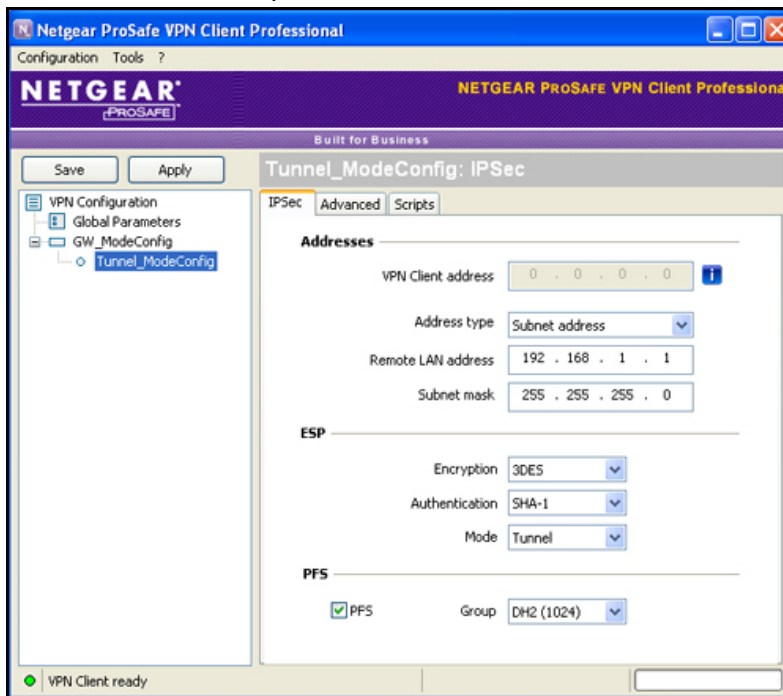 Netgear ProSafe VPN Client Professional
Configuration Tools ?
NETGEAR®
PROSAFE
NETGEAR PROSAFE VPN Client Professiona
Built for Business
Save Apply
Tunnel_ModeConfig: IPSec
VPN Configuration
Global Parameters
GW_ModeConfig
Tunnel_ModeConfig
IPSec Advanced Scripts
Addresses
VPN Client address 0 . 0 . 0 . 0
Address type Subnet address
Remote LAN address 192 . 168 . 1 . 1
Subnet mask 255 . 255 . 255 . 0
ESP
Encryption 3DES
Authentication SHA-1
Mode Tunnel
PFS
PFS Group DH2 (1024)
VPN Client ready